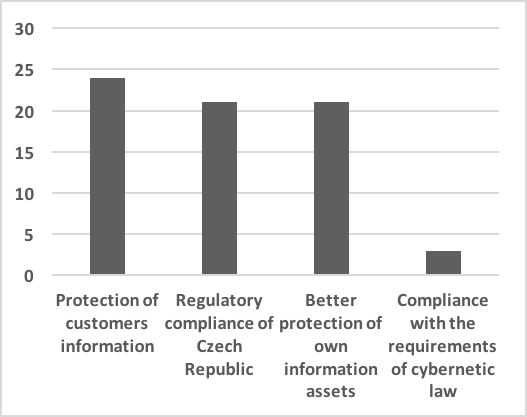 30
25
20
15
10
5
0
Protection of
customers
information
Regulatory
compliance of
Czech
Republic
Better
protection of
own
information
assets
Compliance
with the
requirements
of cybernetic
law